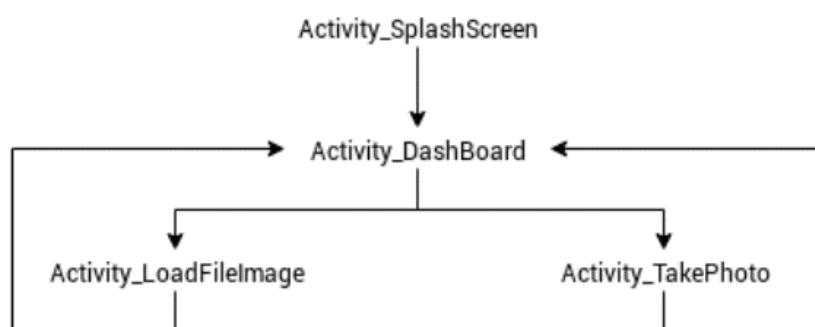 Activity_SplashScreen
Activity_DashBoard
Activity_LoadFileImage
Activity_TakePhoto